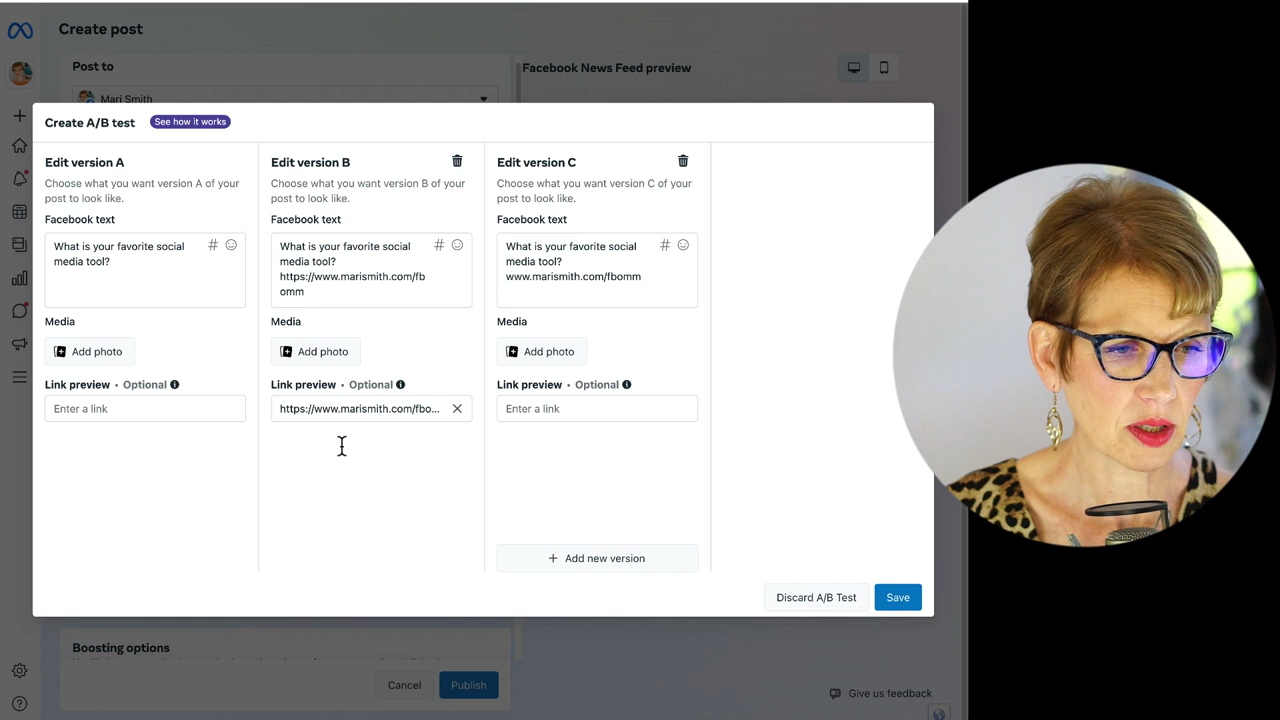 Create post
Post to
Facebook News Feed preview
Mari Smith
Create A/B test
See how it works
Edit version A
Choose what you want version A of your
post to look like.
Facebook text
What is your favorite social
media tool?
Media
Add photo
Link preview • Optional
Enter a link
Edit version B
Choose what you want version B of your
post to look like.
Facebook text
What is your favorite social
media tool?
https://www.marismith.com/fb
omm
Media
Add photo
Link preview • Optional
https://www.marismith.com/fbo...
Edit version C
Choose what you want version C of your
post to look like.
Facebook text
What is your favorite social
media tool?
www.marismith.com/fbomm
Media
Add photo
Link preview • Optional
Enter a link
+ Add new version
Discard A/B Test
Save
Boosting options
Cancel
Publish
Give us feedback